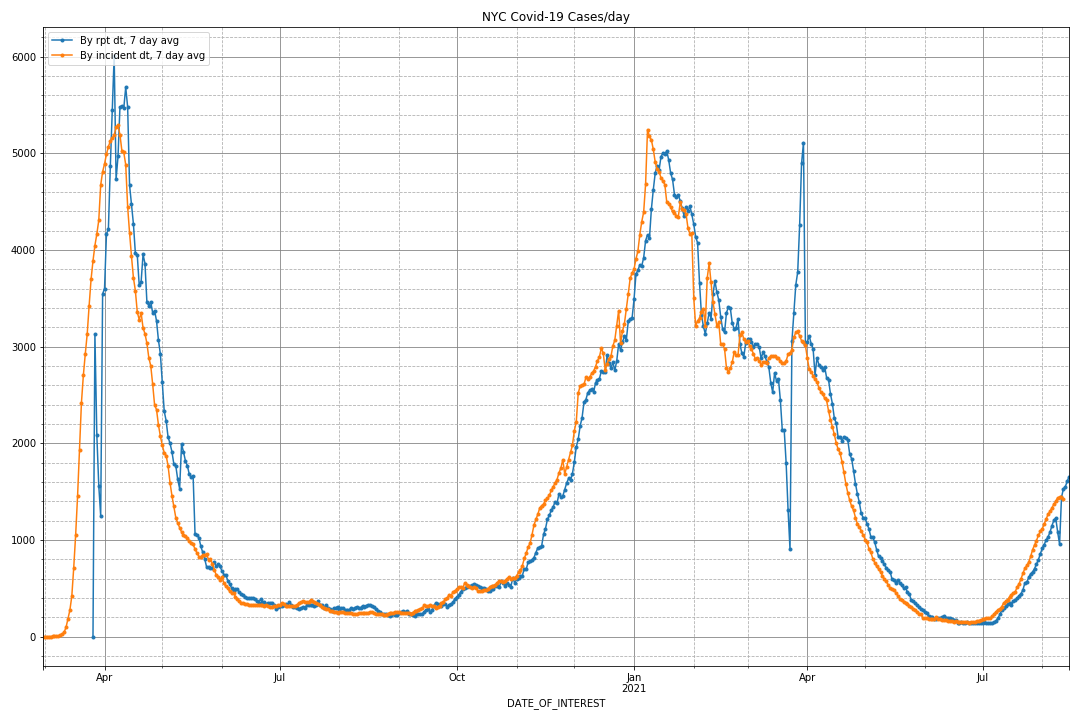 NYC Covid-19 Cases/day
By rpt dt, 7 day avg
By incident dt, 7 day avg
6000
5000
4000
3000
2000
1000
0
Apr
Jul
Oct
Jan
2021
Apr
Jul
DATE_OF_INTEREST